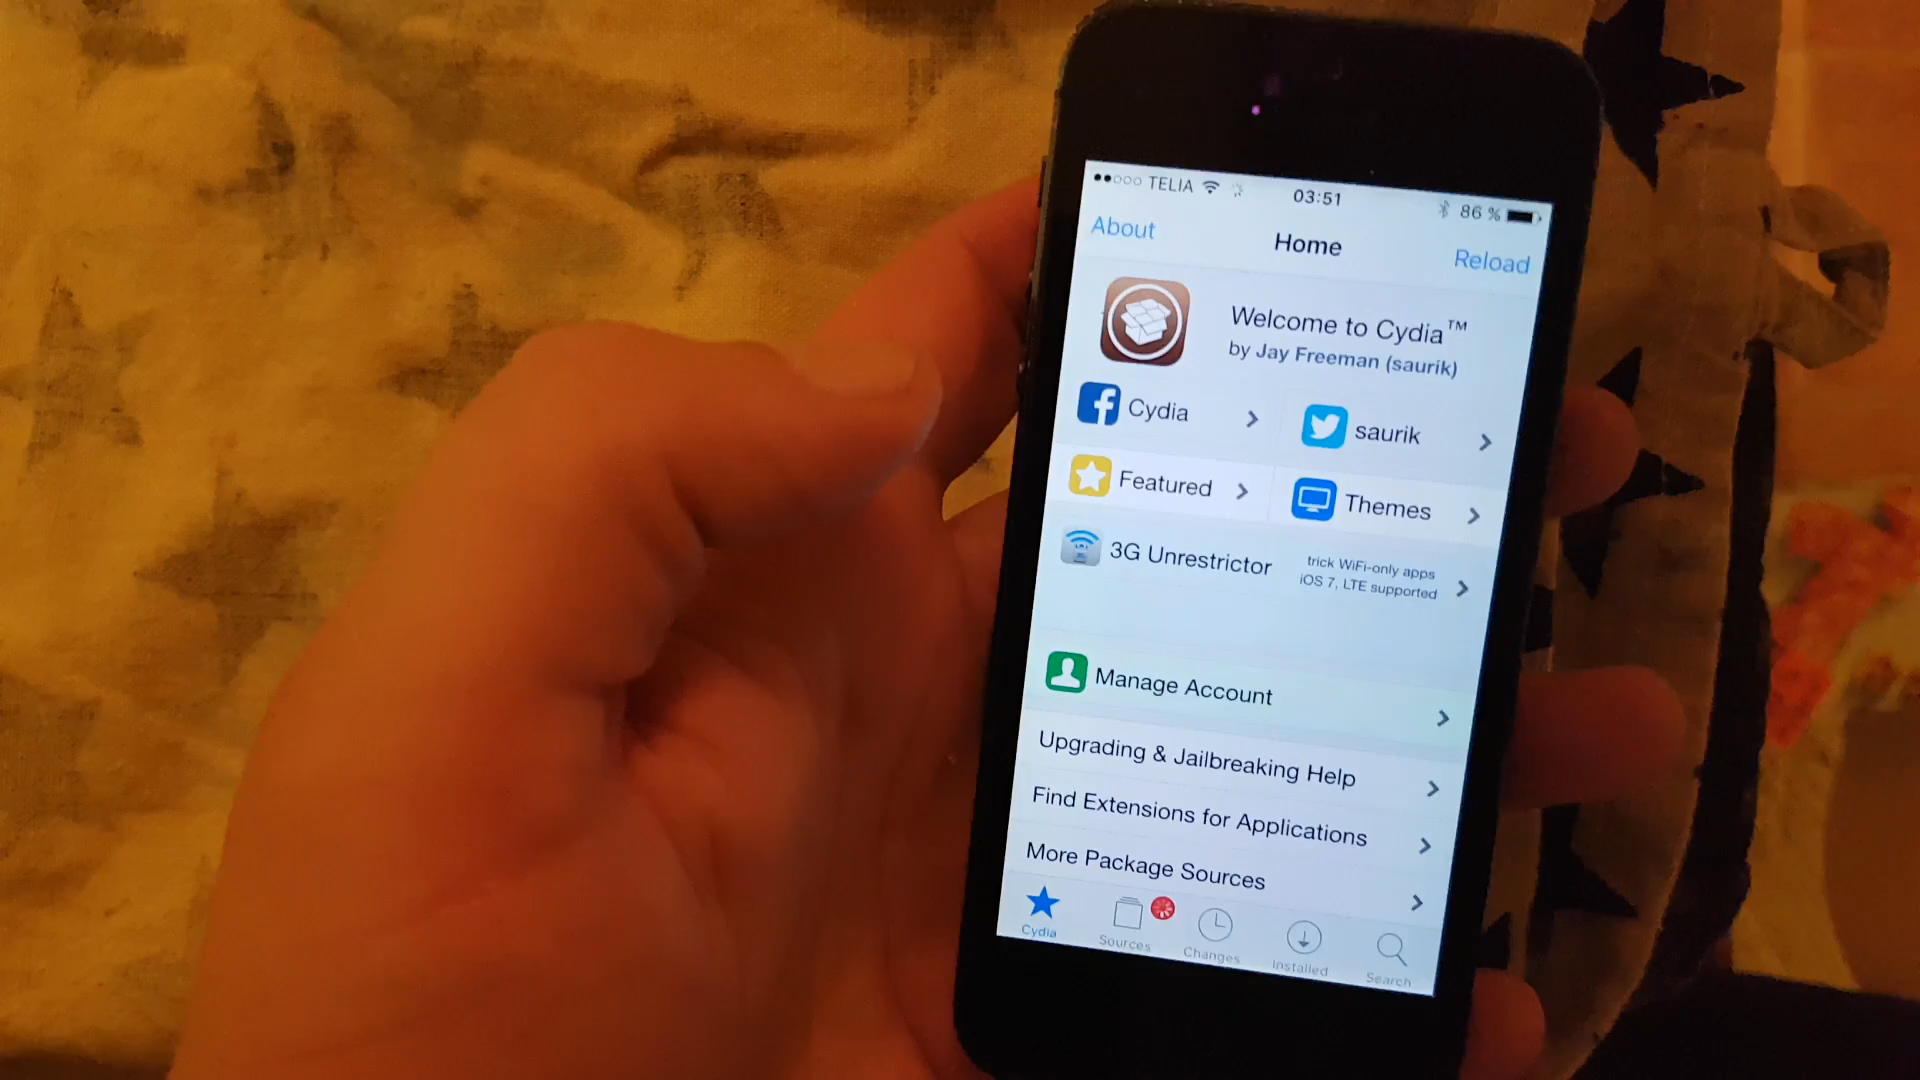 TELIA 03:51 86 %
About Home Reload
Welcome to Cydia™
by Jay Freeman (saurik)
Cydia saurik
Featured Themes
3G Unrestrictor
trick WiFi-only apps
iOS 7, LTE supported
Manage Account
Upgrading & Jailbreaking Help
Find Extensions for Applications
More Package Sources
Cydia Sources Changes Installed Search